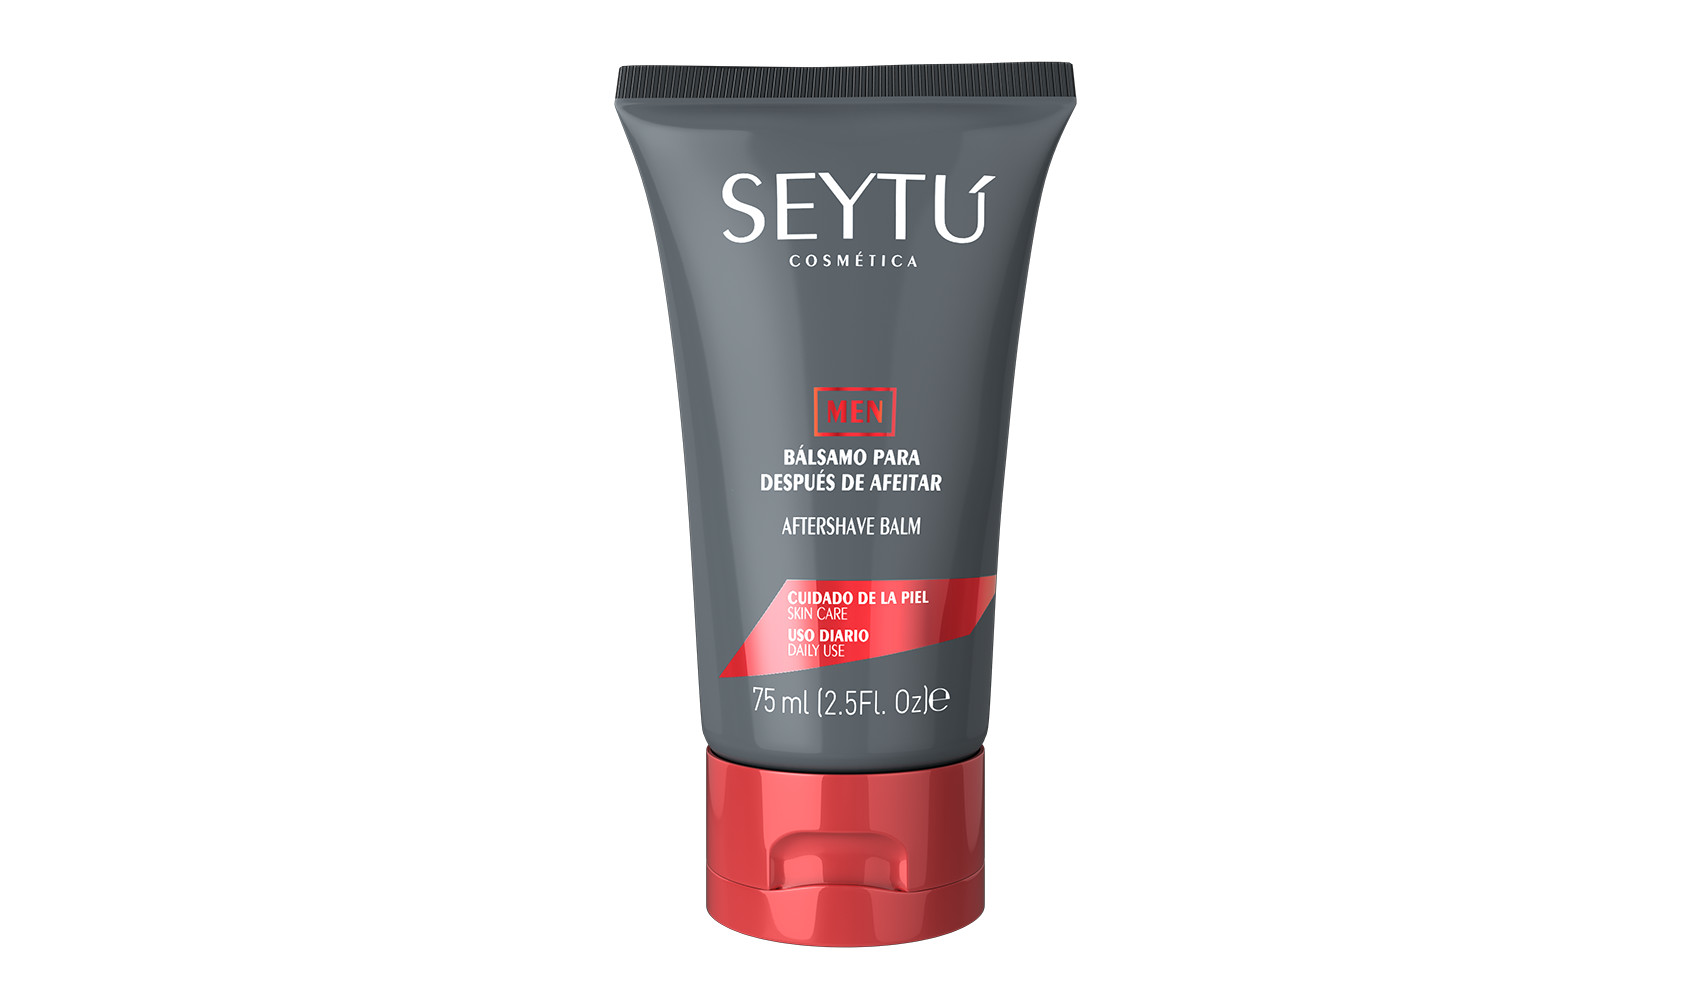 SEYTÚ
COSMÉTICA
MEN
BÁLSAMO PARA
DESPUÉS DE AFEITAR
AFTERSHAVE BALM
CUIDADO DE LA PIEL
SKIN CARE
USO DIARIO
DAILY USE
75 ml (2.5Fl. Oz)℮